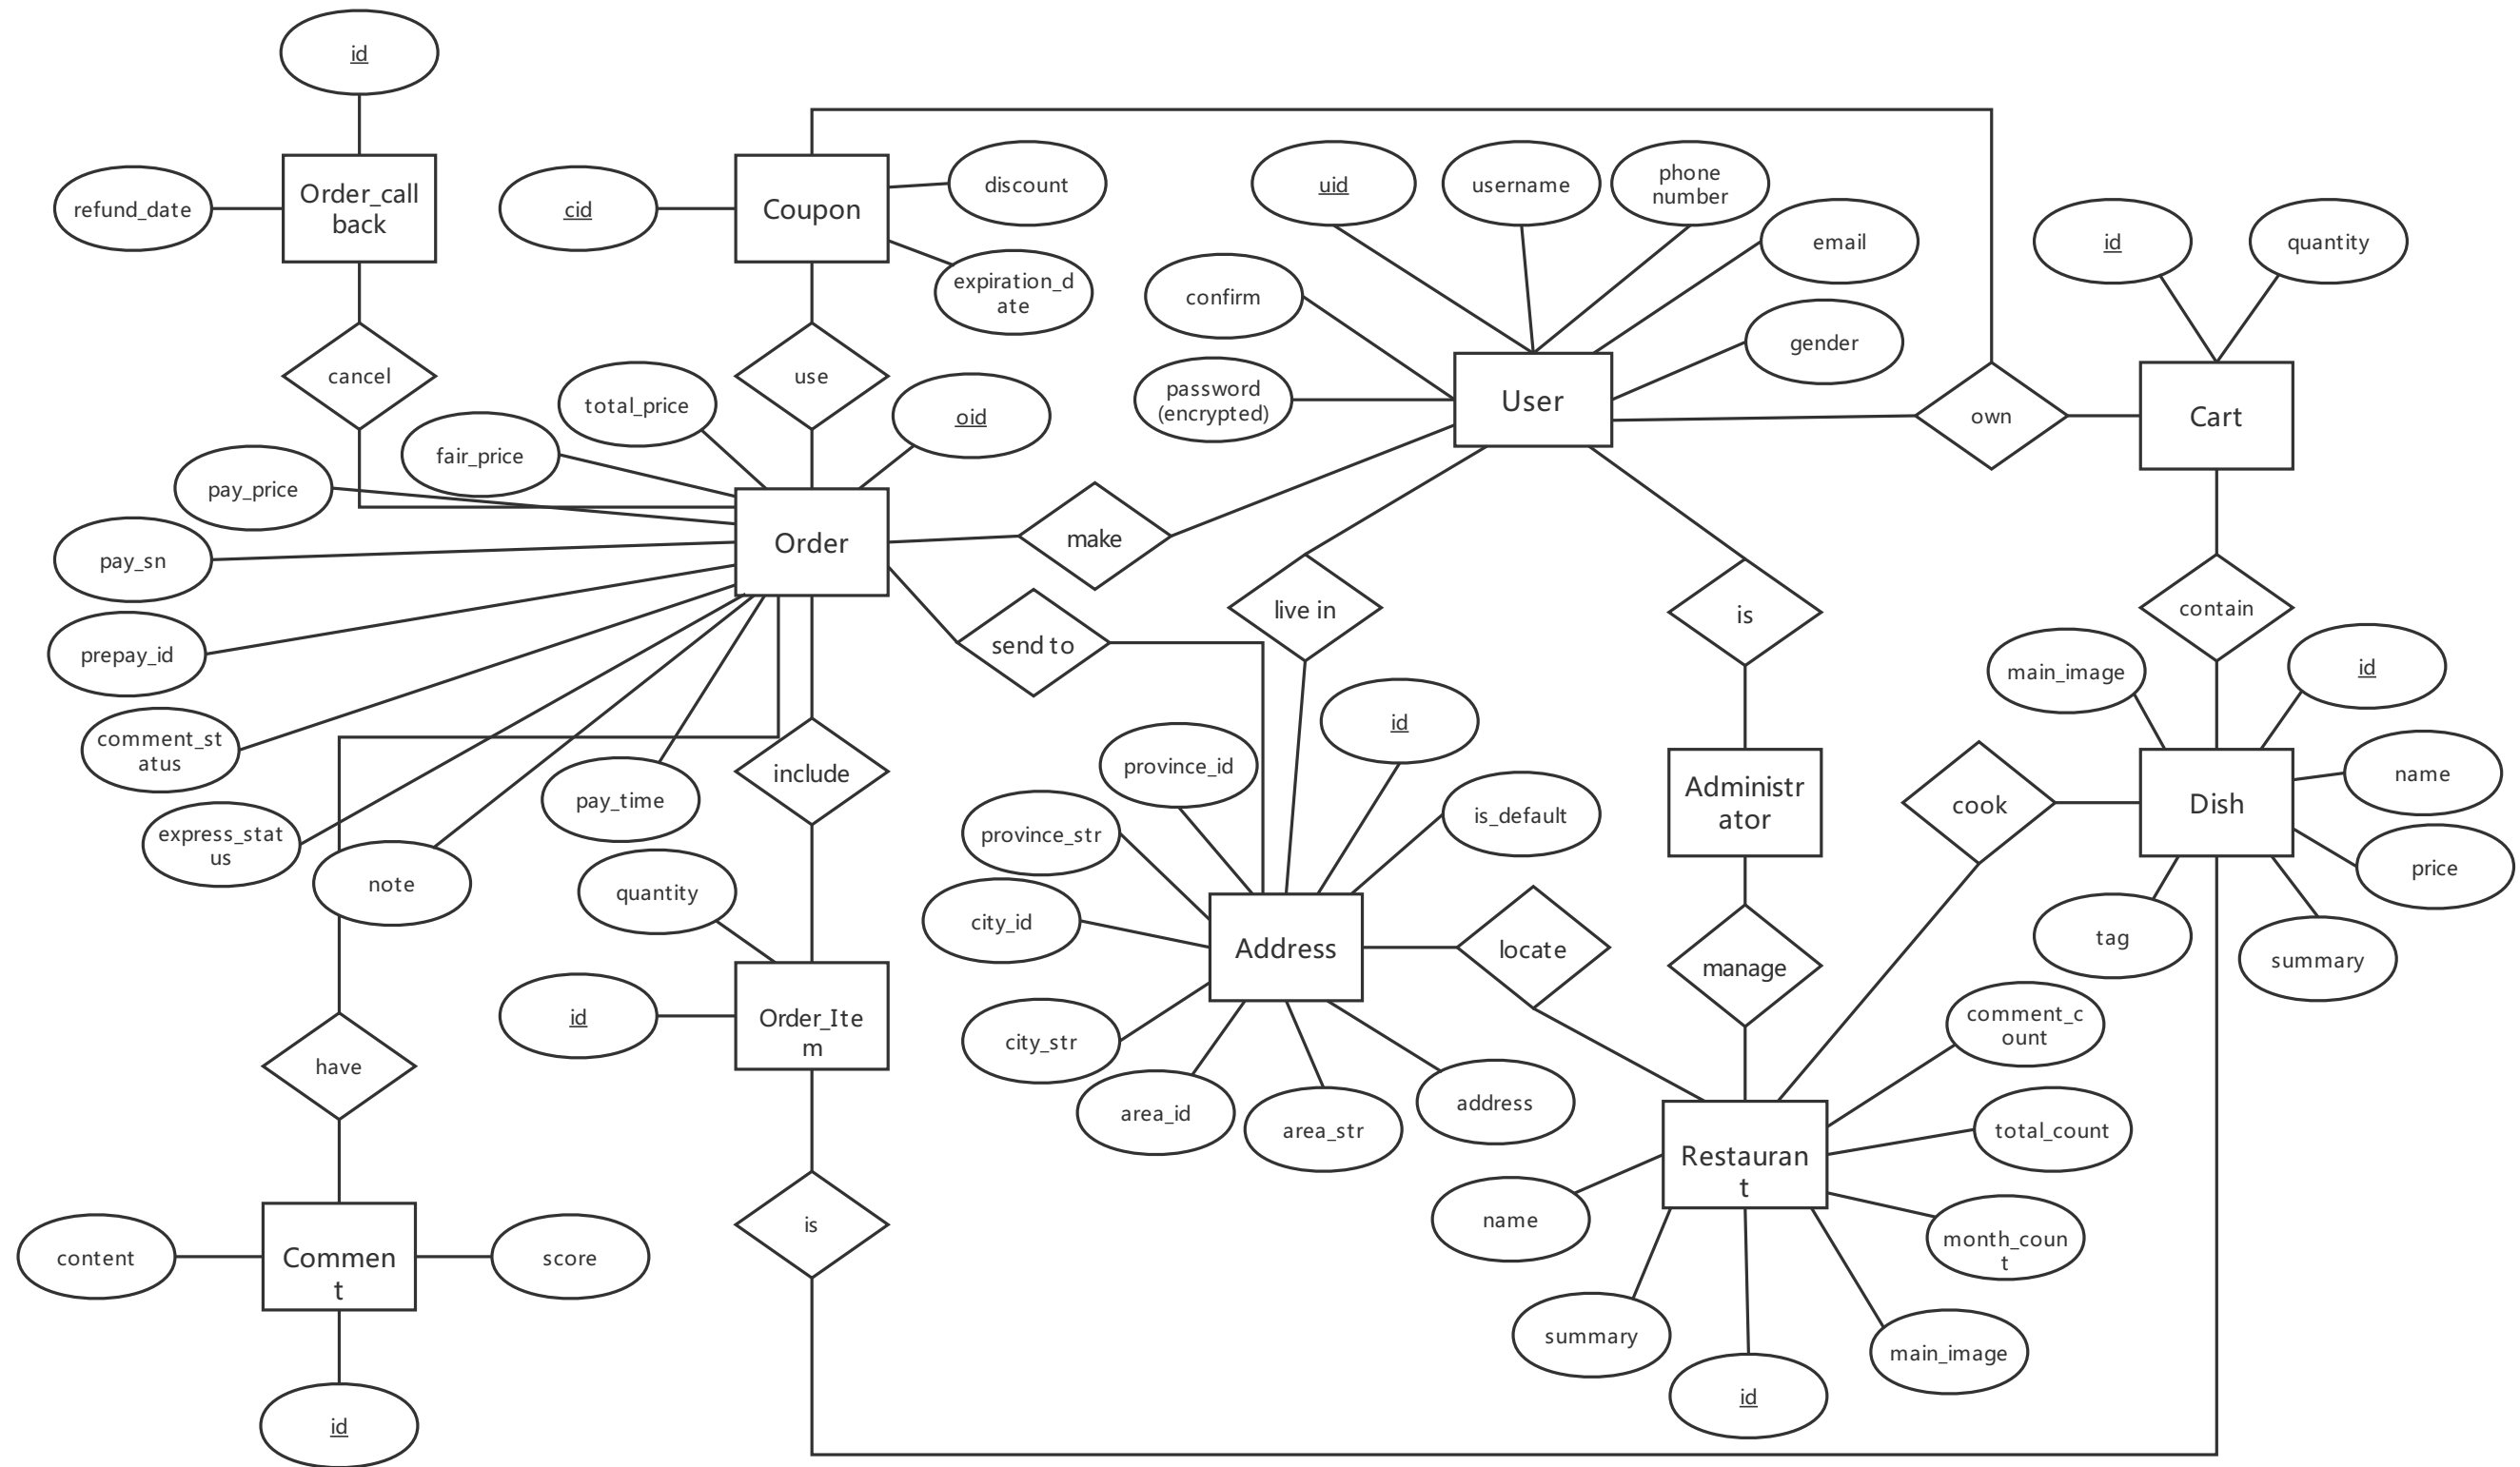 id
Order_call
back
refund_date
cid
Coupon
discount
expiration_d
ate
uid
username
phone
number
email
confirm
gender
password
(encrypted)
User
own
id
quantity
Cart
cancel
use
total_price
oid
fair_price
pay_price
pay_sn
Order
make
live in
is
contain
send to
prepay_id
comment_st
atus
express_stat
us
note
pay_time
include
quantity
id
Order_Ite
m
province_id
id
province_str
is_default
city_id
Address
city_str
area_id
area_str
address
locate
Administr
ator
manage
cook
main_image
id
name
Dish
price
tag
summary
comment_c
ount
total_count
Restauran
t
name
month_coun
t
summary
main_image
id
have
is
content
Commen
t
score
id